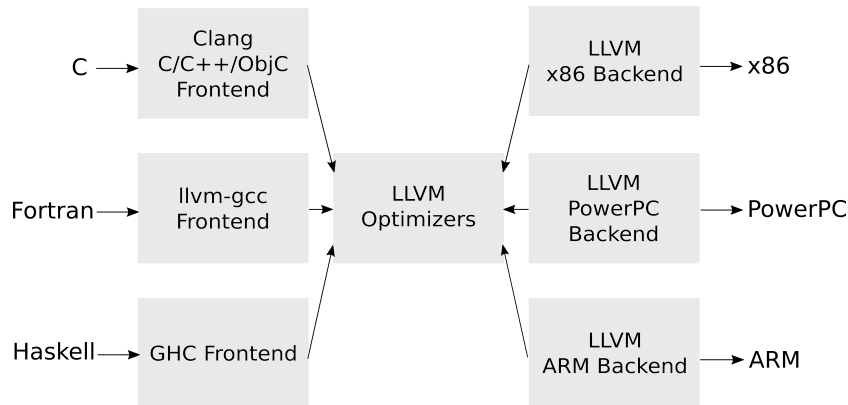 C
Clang
C/C++/ObjC
Frontend
LLVM
x86 Backend
x86
Fortran
llvm-gcc
Frontend
LLVM
Optimizers
LLVM
PowerPC
Backend
PowerPC
Haskell
GHC Frontend
LLVM
ARM Backend
ARM